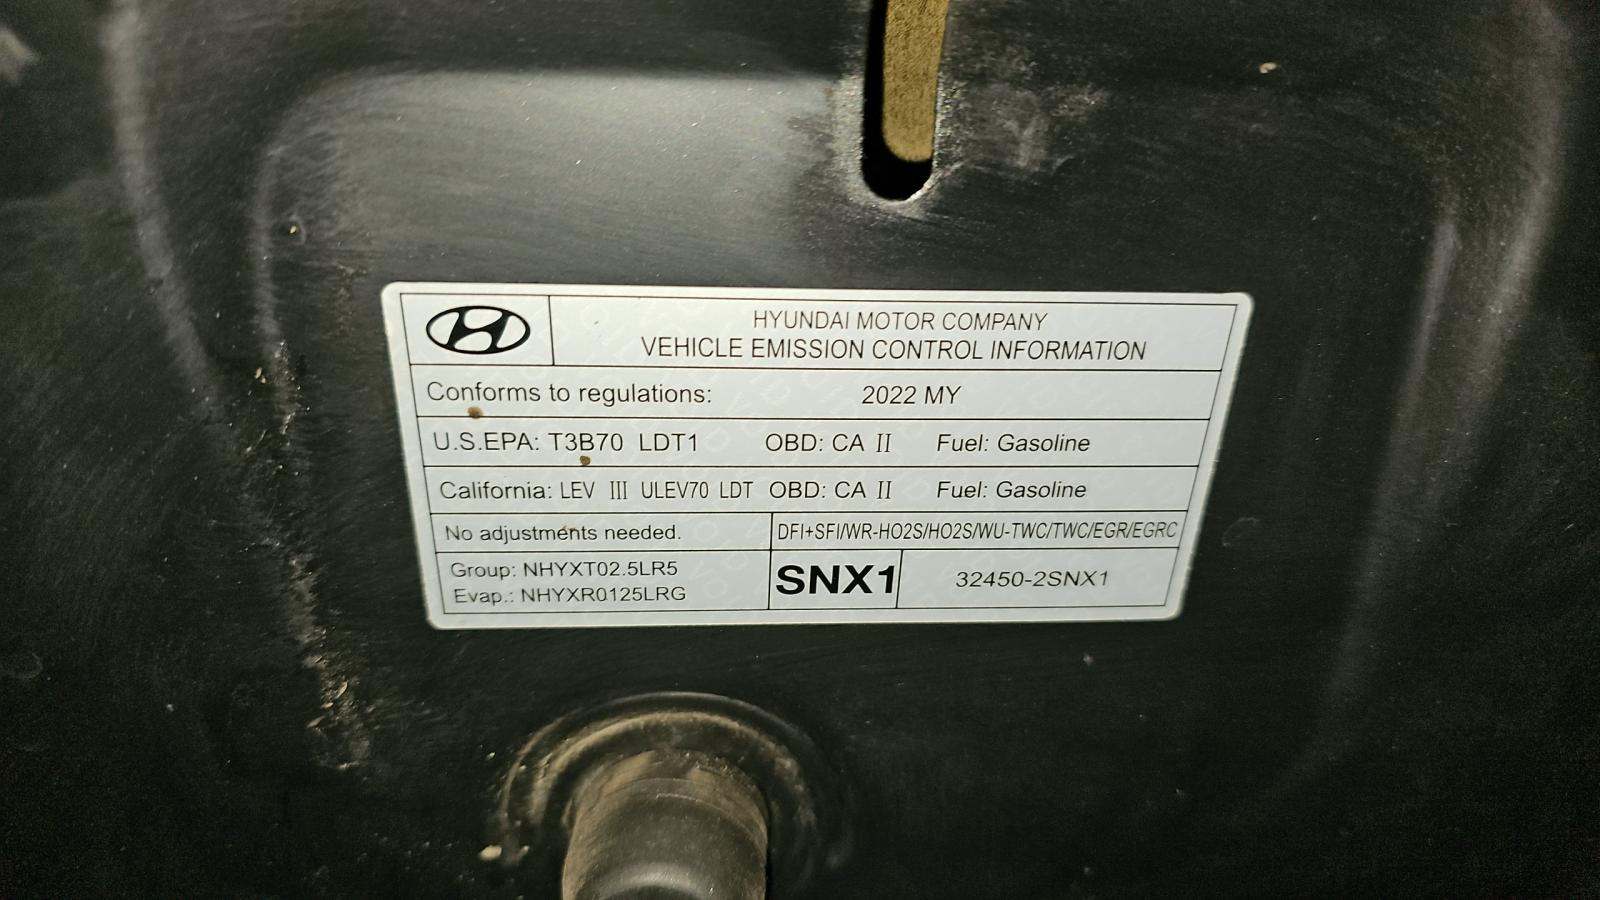 HYUNDAI MOTOR COMPANY
VEHICLE EMISSION CONTROL INFORMATION
Conforms to regulations: 2022 MY
U.S.EPA: T3B70 LDT1 OBD: CA II Fuel: Gasoline
California: LEV III ULEV70 LDT OBD: CA II Fuel: Gasoline
No adjustments needed. DFI+SFI/WR-HO2S/HO2S/WU-TWC/TWC/EGR/EGRC
Group: NHYXT02.5LR5
Evap.: NHYXR0125LRG
SNX1 32450-2SNX1